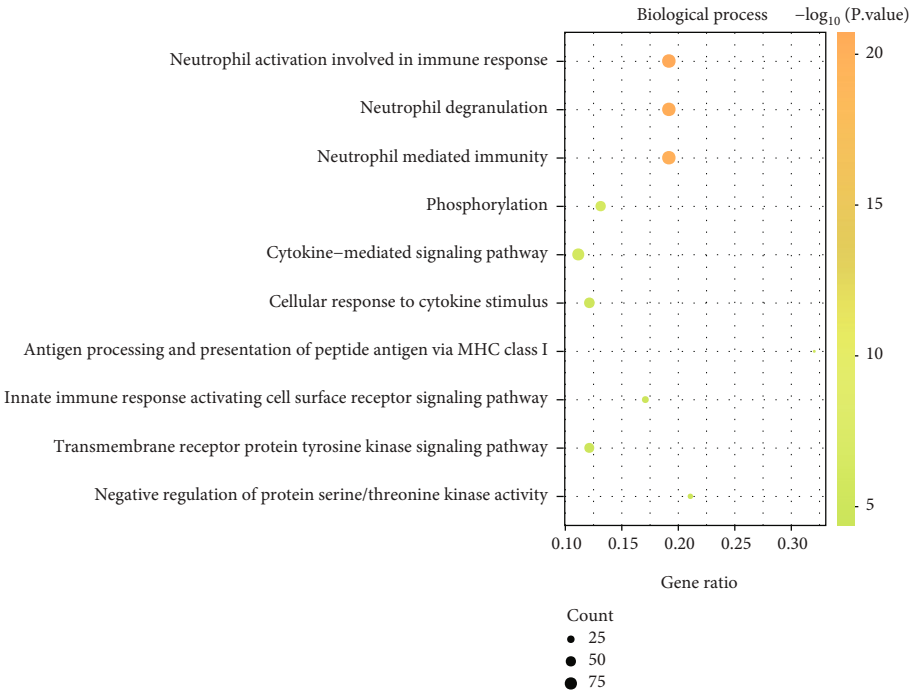 Biological process
−log₁₀ (P.value)
Neutrophil activation involved in immune response
Neutrophil degranulation
Neutrophil mediated immunity
Phosphorylation
Cytokine−mediated signaling pathway
Cellular response to cytokine stimulus
Antigen processing and presentation of peptide antigen via MHC class I
Innate immune response activating cell surface receptor signaling pathway
Transmembrane receptor protein tyrosine kinase signaling pathway
Negative regulation of protein serine/threonine kinase activity
20
15
10
5
0.10 0.15 0.20 0.25 0.30
Gene ratio
Count
25
50
75